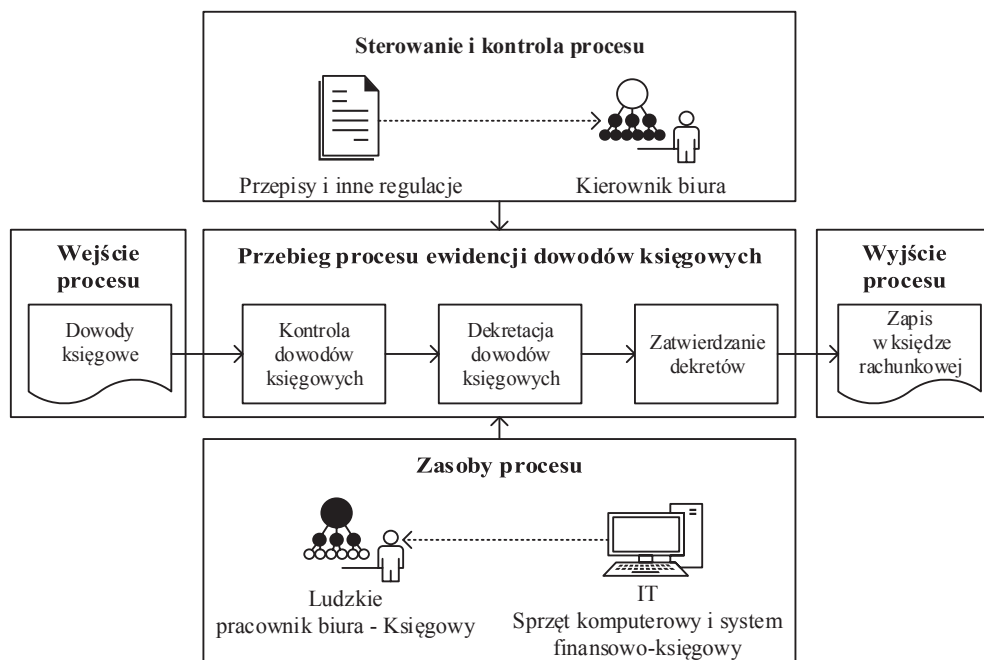 Sterowanie i kontrola procesu
Przepisy i inne regulacje
Kierownik biura
Wejście
procesu
Dowody
księgowe
Przebieg procesu ewidencji dowodów księgowych
Kontrola
dowodów
księgowych
Dekretacja
dowodów
księgowych
Zatwierdzanie
dekretów
Wyjście
procesu
Zapis
w księdze
rachunkowej
Zasoby procesu
Ludzkie
pracownik biura - Księgowy
IT
Sprzęt komputerowy i system
finansowo-księgowy